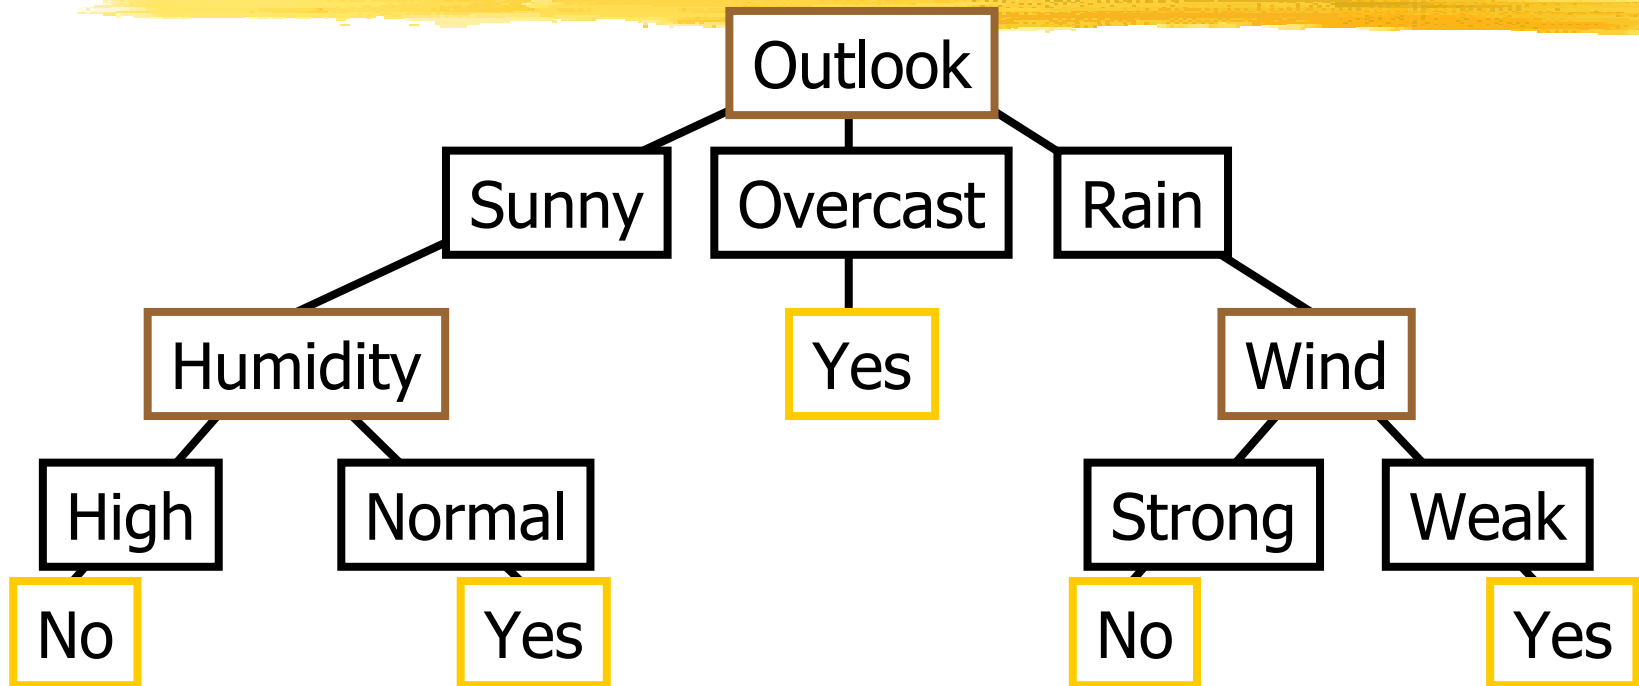 Outlook
Sunny Overcast Rain
Humidity Yes Wind
High Normal Strong Weak
No Yes No Yes